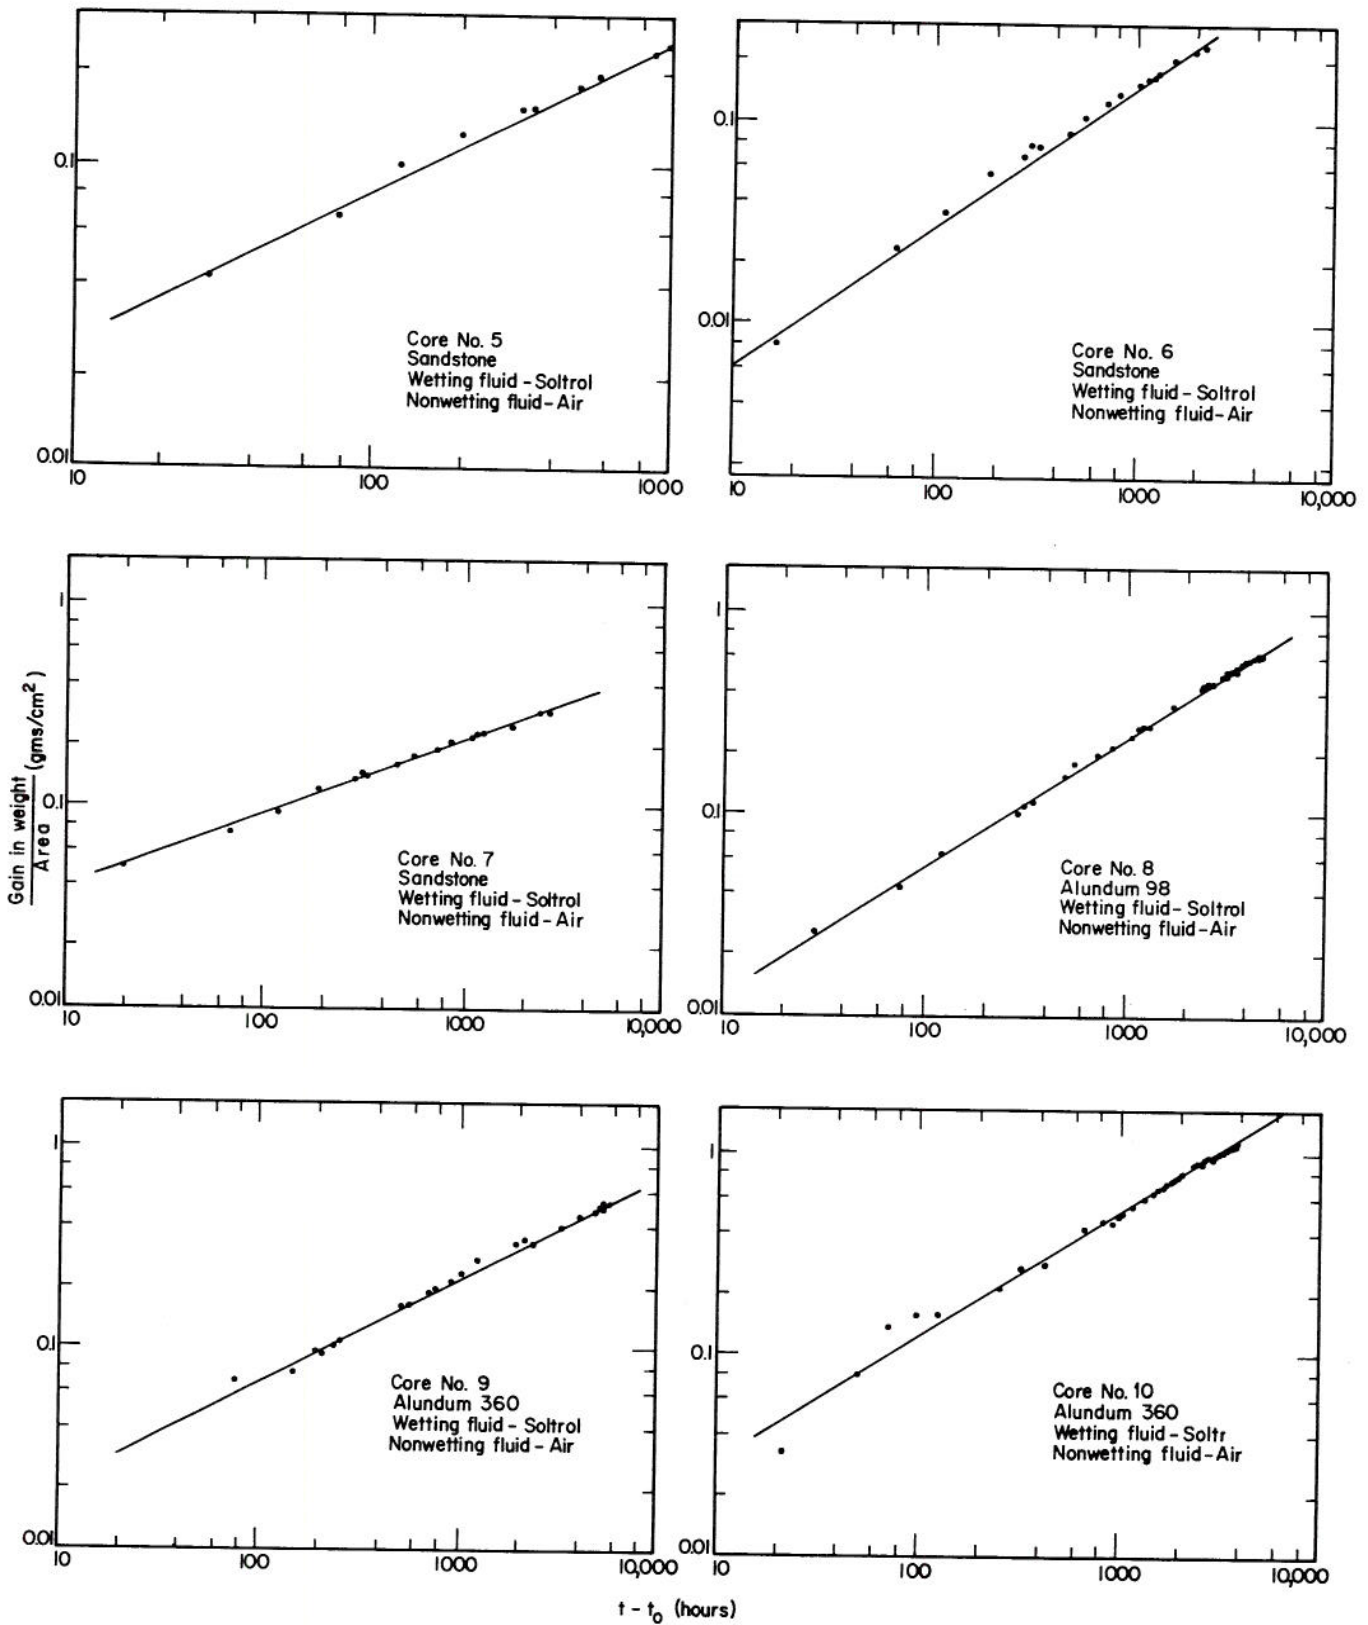 0.1
0.01
10
100
1000
Core No. 5
Sandstone
Wetting fluid - Soltrol
Nonwetting fluid - Air
0.1
0.01
10
100
1000
10,000
Core No. 6
Sandstone
Wetting fluid - Soltrol
Nonwetting fluid - Air
Gain in weight
Area
(gms/cm²)
1
0.1
0.01
10
100
1000
10,000
Core No. 7
Sandstone
Wetting fluid - Soltrol
Nonwetting fluid - Air
1
0.1
0.01
10
100
1000
10,000
Core No. 8
Alundum 98
Wetting fluid - Soltrol
Nonwetting fluid - Air
1
0.1
0.01
10
100
1000
10,000
Core No. 9
Alundum 360
Wetting fluid - Soltrol
Nonwetting fluid - Air
1
0.1
0.01
10
100
1000
10,000
Core No. 10
Alundum 360
Wetting fluid - Soltr
Nonwetting fluid - Air
t - t₀ (hours)